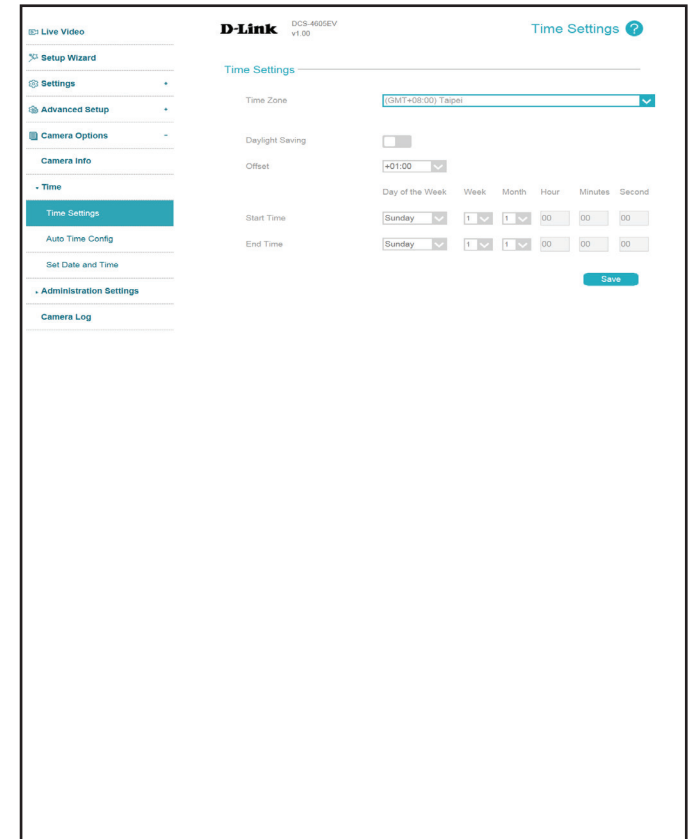 Live Video
Setup Wizard
Settings +
Advanced Setup +
Camera Options -
Camera Info
Time
Time Settings
Auto Time Config
Set Date and Time
Administration Settings
Camera Log
D-Link DCS-4605EV
v1.00
Time Settings ?
Time Settings
Time Zone (GMT+08:00) Taipei
Daylight Saving
Offset +01:00
Day of the Week Week Month Hour Minutes Second
Start Time Sunday 1 1 00 00 00
End Time Sunday 1 1 00 00 00
Save